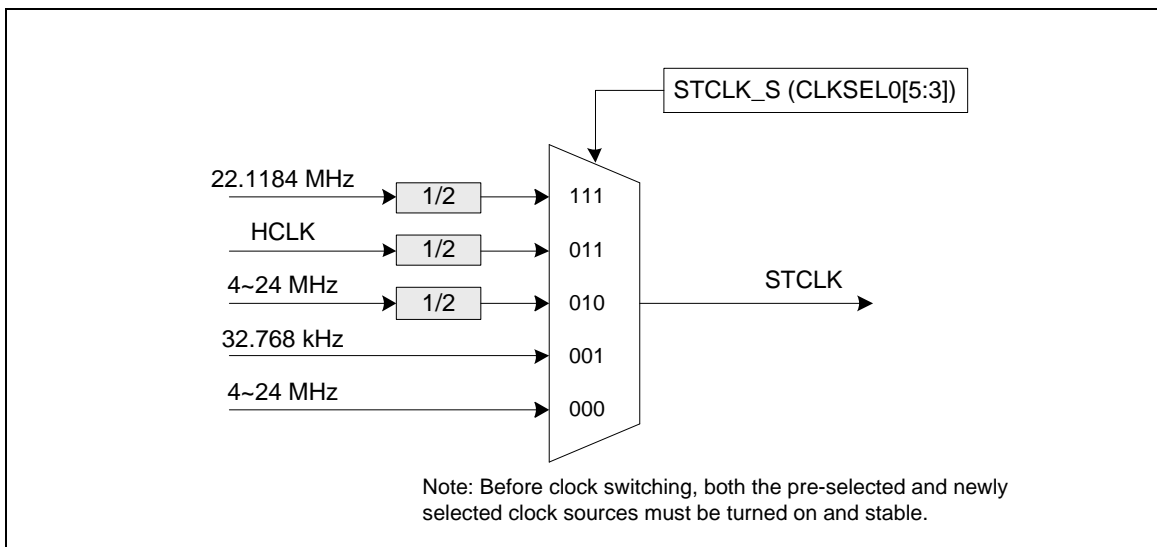 STCLK_S (CLKSEL0[5:3])
22.1184 MHz
1/2
111
HCLK
1/2
011
4~24 MHz
1/2
010
STCLK
32.768 kHz
001
4~24 MHz
000
Note: Before clock switching, both the pre-selected and newly
selected clock sources must be turned on and stable.